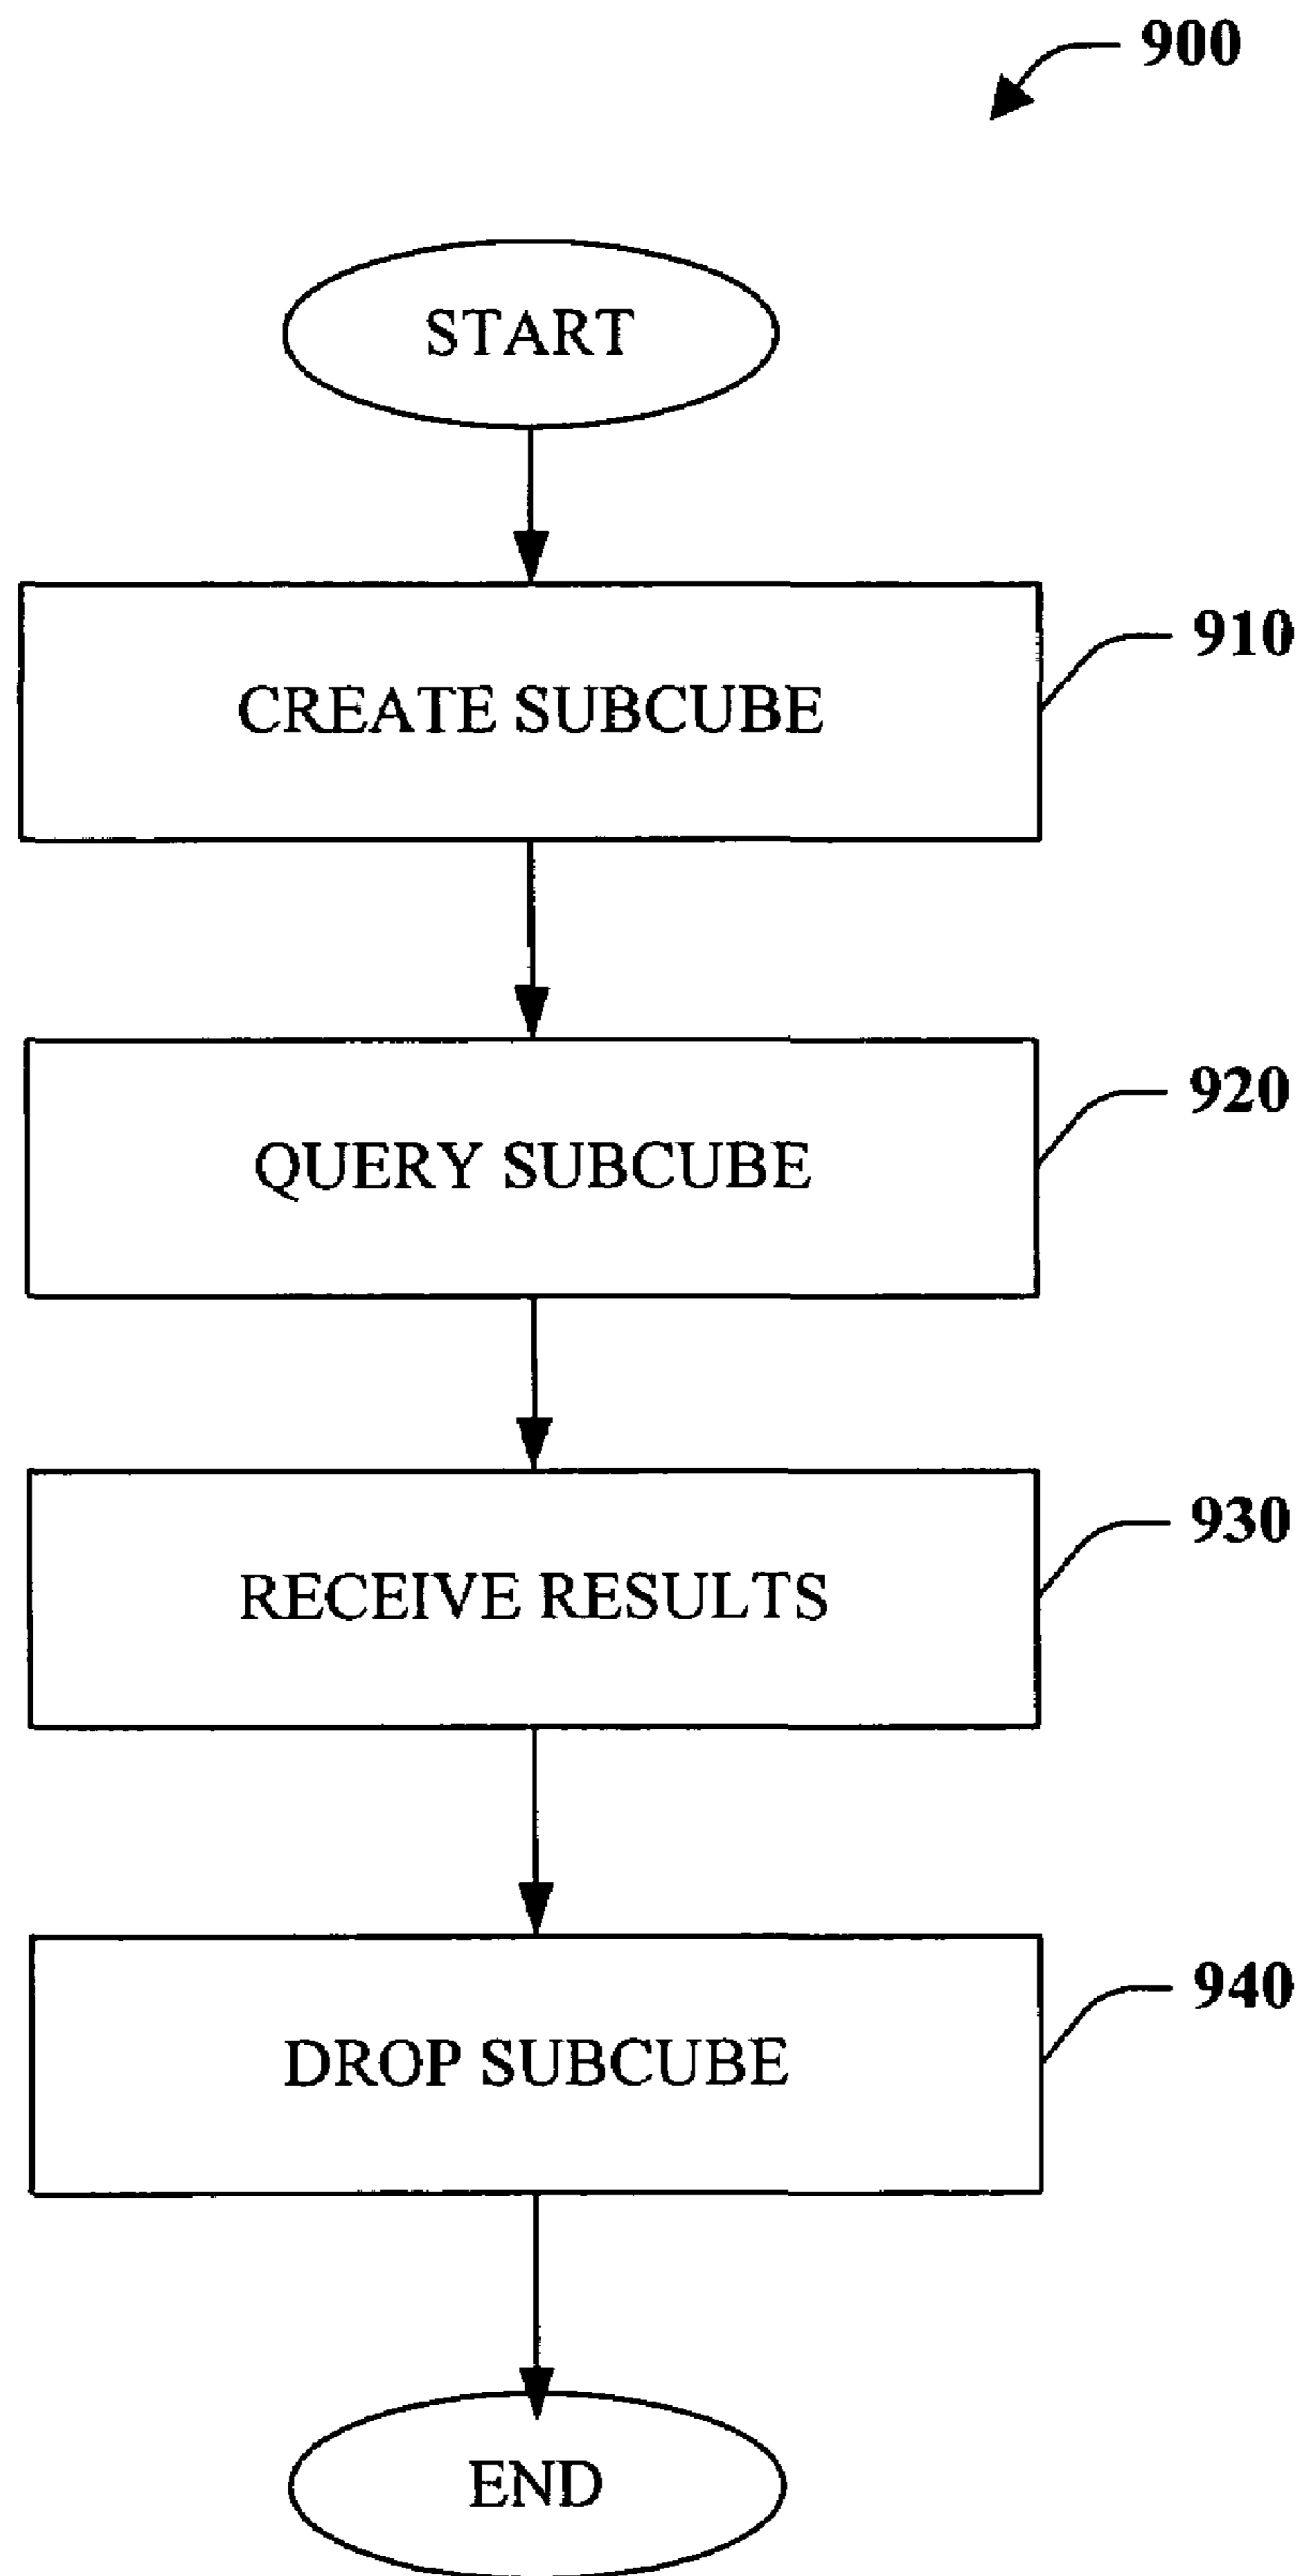 900
START
CREATE SUBCUBE
910
QUERY SUBCUBE
920
RECEIVE RESULTS
930
DROP SUBCUBE
940
END